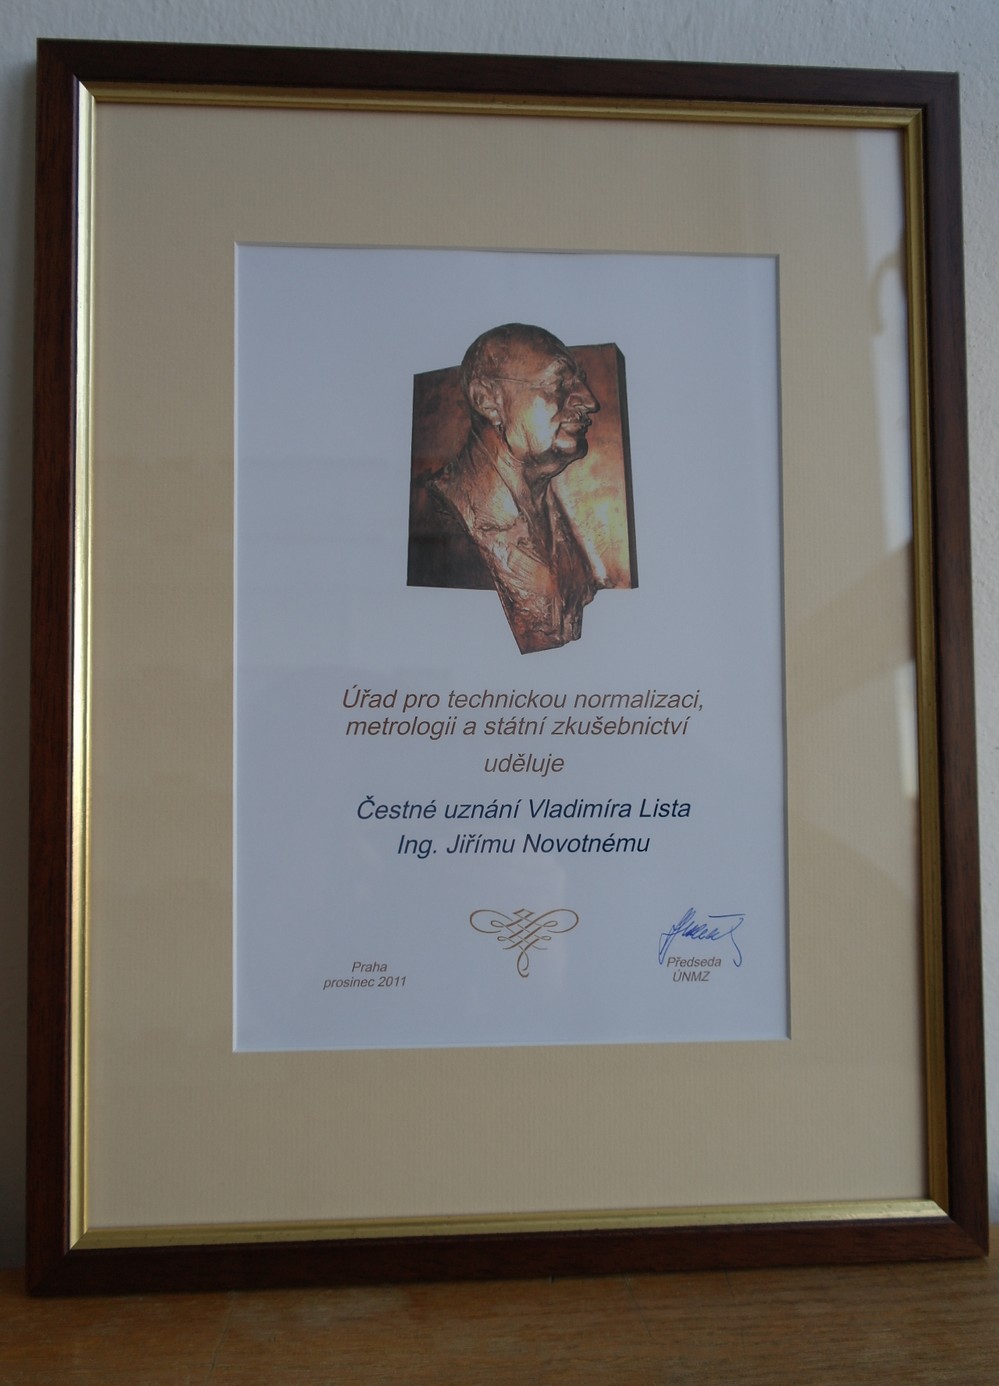 Úřad pro technickou normalizaci,
metrologii a státní zkušebnictví
uděluje
Čestné uznání Vladimíra Lista
Ing. Jiřímu Novotnému
Praha
prosinec 2011
Předseda
ÚNMZ